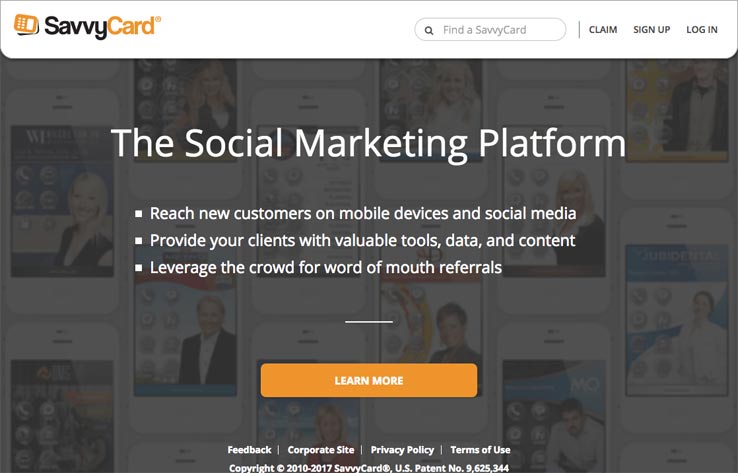 SavvyCard®
Find a SavvyCard
CLAIM
SIGN UP
LOG IN
The Social Marketing Platform
Reach new customers on mobile devices and social media
Provide your clients with valuable tools, data, and content
Leverage the crowd for word of mouth referrals
LEARN MORE
Feedback | Corporate Site | Privacy Policy | Terms of Use
Copyright © 2010-2017 SavvyCard®, U.S. Patent No. 9,625,344